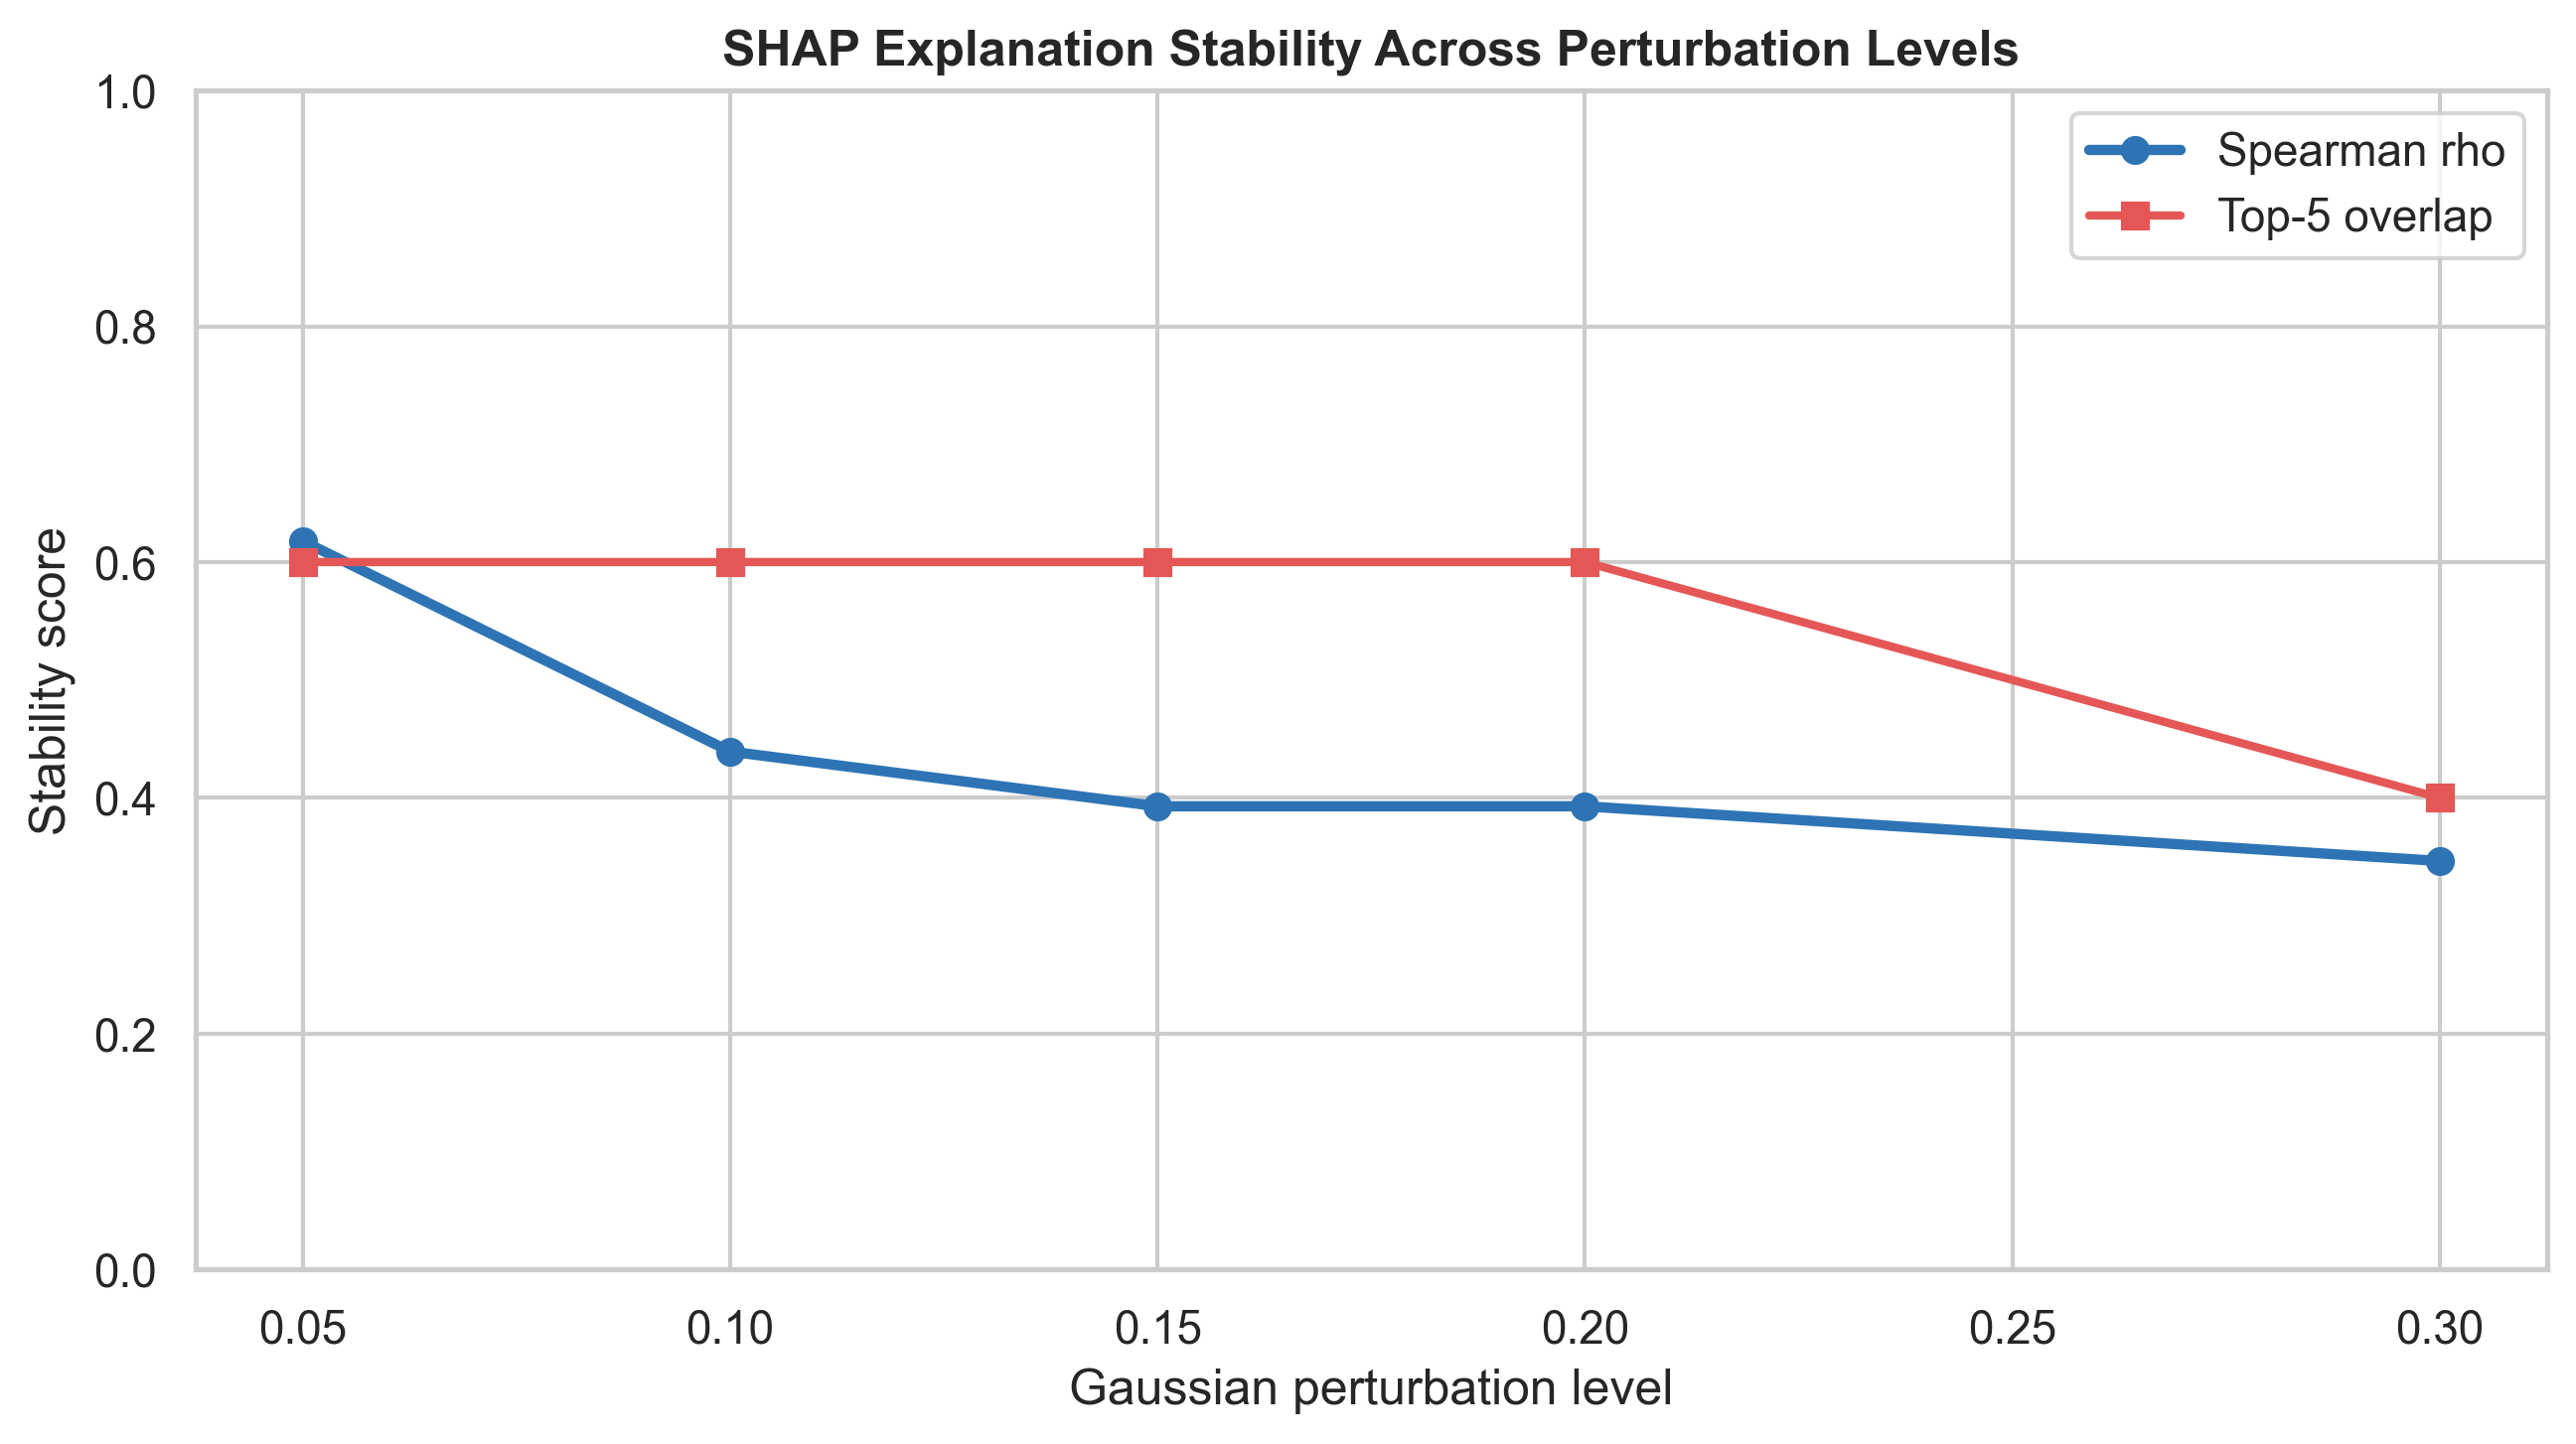 SHAP Explanation Stability Across Perturbation Levels
1.0
0.8
0.6
0.4
0.2
0.0
Stability score
Spearman rho
Top-5 overlap
0.05 0.10 0.15 0.20 0.25 0.30
Gaussian perturbation level